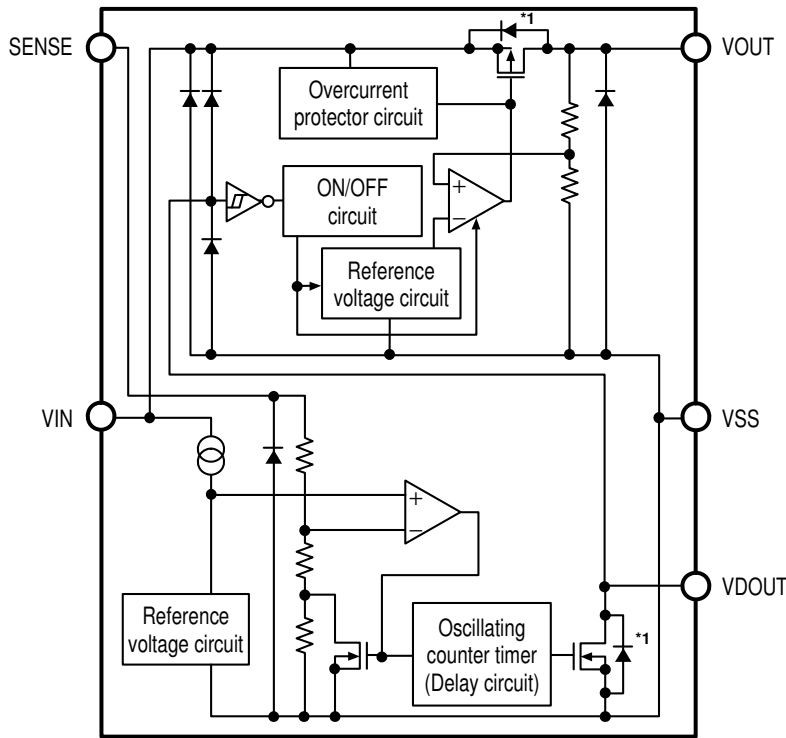 *1
SENSE
VOUT
Overcurrent
protector circuit
ON/OFF
circuit
+
−
Reference
voltage circuit
VIN
VSS
+
−
VDOUT
Reference
voltage circuit
Oscillating
counter timer
(Delay circuit)
*1